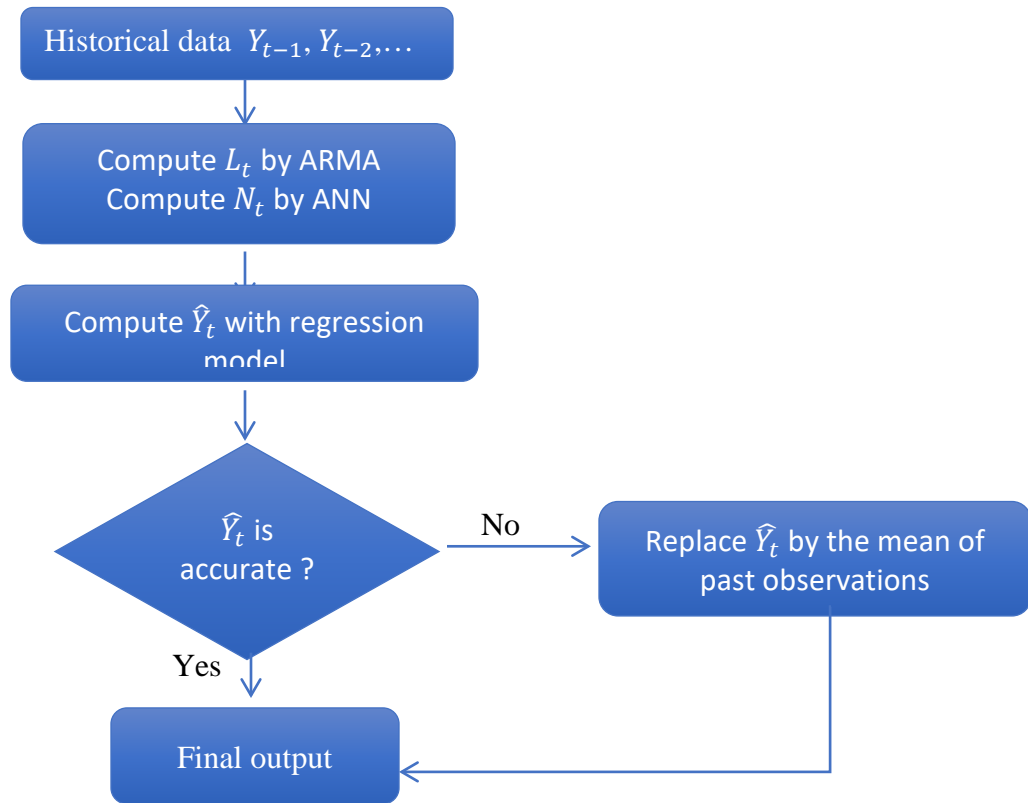 Historical data Y_{t-1}, Y_{t-2},…
Compute L_t by ARMA
Compute N_t by ANN
Compute Ŷ_t with regression
model
Ŷ_t is
accurate ?
No
Replace Ŷ_t by the mean of
past observations
Yes
Final output